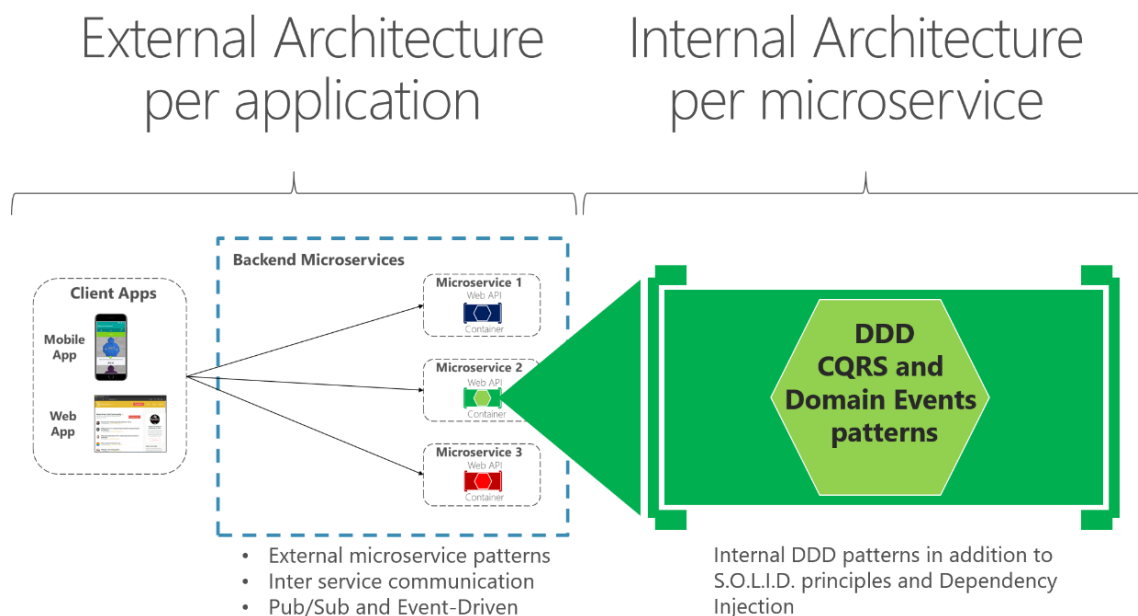 External Architecture
per application
Internal Architecture
per microservice
Backend Microservices
Client Apps
Mobile
App
Web
App
Microservice 1
Web API
Container
Microservice 2
Web API
Container
Microservice 3
Web API
Container
DDD
CQRS and
Domain Events
patterns
• External microservice patterns
• Inter service communication
• Pub/Sub and Event-Driven
Internal DDD patterns in addition to
S.O.L.I.D. principles and Dependency
Injection